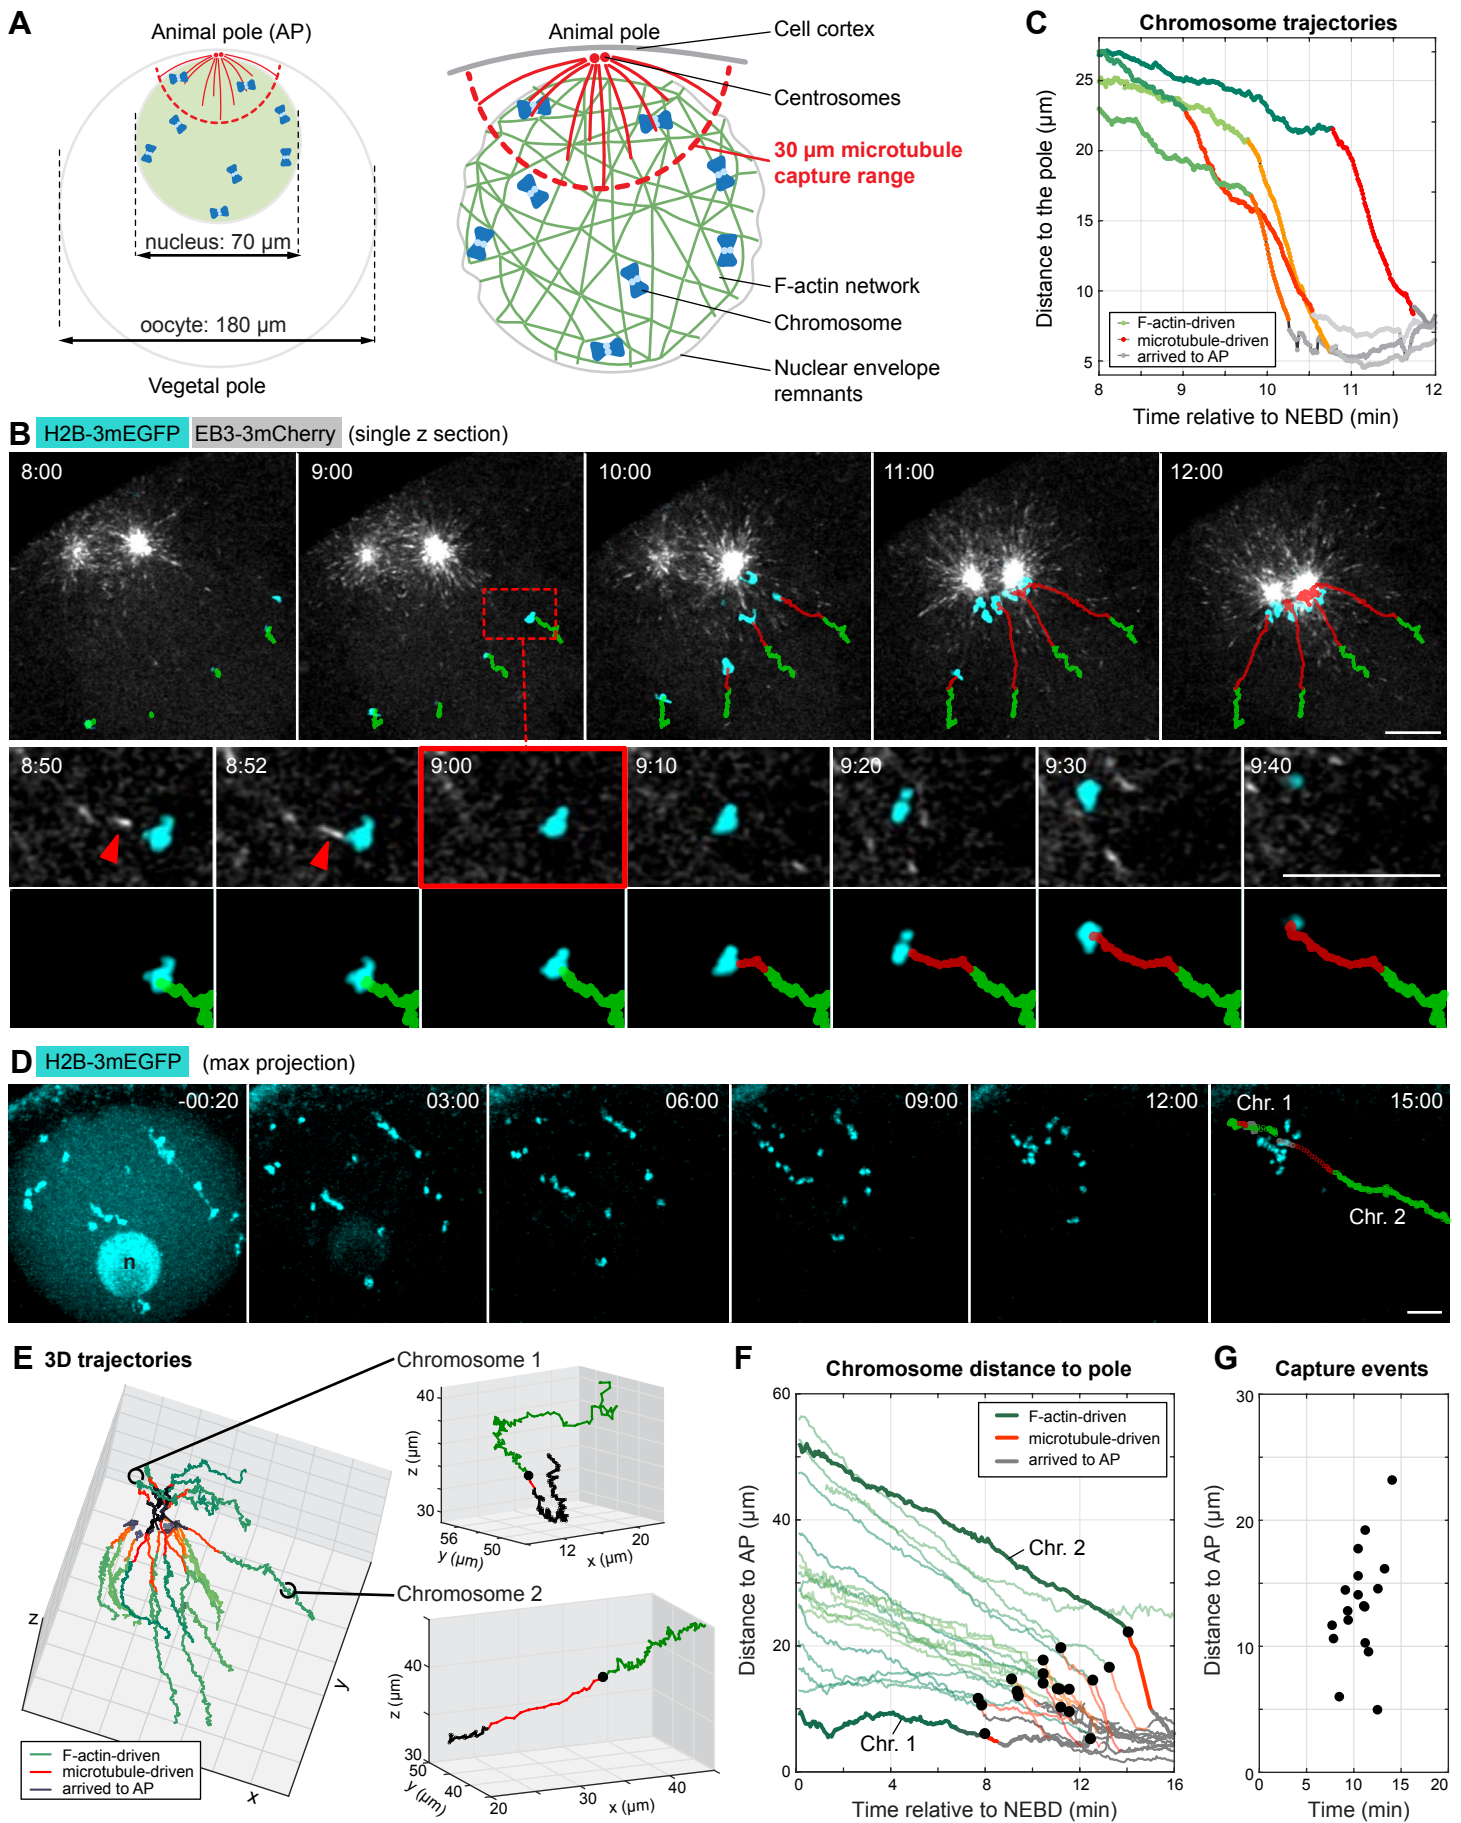 A
Animal pole (AP)
nucleus: 70 µm
oocyte: 180 µm
Vegetal pole
Animal pole
Cell cortex
Centrosomes
30 µm microtubule
capture range
F-actin network
Chromosome
Nuclear envelope
remnants
C
Chromosome trajectories
Distance to the pole (µm)
25
20
15
10
5
F-actin-driven
microtubule-driven
arrived to AP
8 9 10 11 12
Time relative to NEBD (min)
B H2B-3mEGFP EB3-3mCherry (single z section)
8:00 9:00 10:00 11:00 12:00
8:50 8:52 9:00 9:10 9:20 9:30 9:40
D H2B-3mEGFP (max projection)
-00:20 03:00 06:00 09:00 12:00 15:00
n
Chr. 1
Chr. 2
E 3D trajectories
z
y
x
F-actin-driven
microtubule-driven
arrived to AP
Chromosome 1
40
z (µm)
30
56
50
y (µm)
12
20
x (µm)
Chromosome 2
40
z (µm)
30
50
40
y (µm)
20
30
40
x (µm)
F
Chromosome distance to pole
60
40
20
0
Distance to AP (µm)
F-actin-driven
microtubule-driven
arrived to AP
Chr. 2
Chr. 1
0 4 8 12 16
Time relative to NEBD (min)
G
Capture events
30
20
10
0
Distance to AP (µm)
0 5 10 15 20
Time (min)